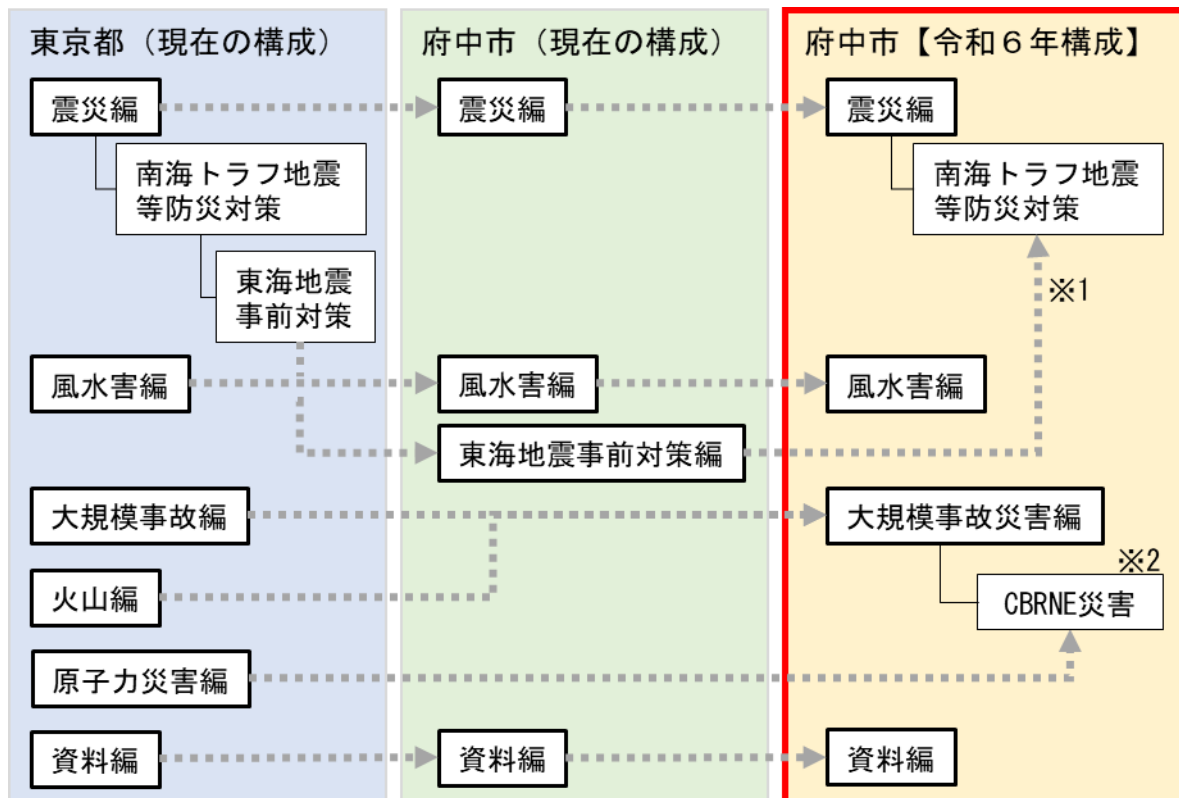 東京都（現在の構成）
震災編
南海トラフ地震
等防災対策
東海地震
事前対策
風水害編
大規模事故編
火山編
原子力災害編
資料編
府中市（現在の構成）
震災編
風水害編
東海地震事前対策編
資料編
府中市【令和６年構成】
震災編
南海トラフ地震
等防災対策
※1
風水害編
大規模事故災害編
※2
CBRNE災害
資料編